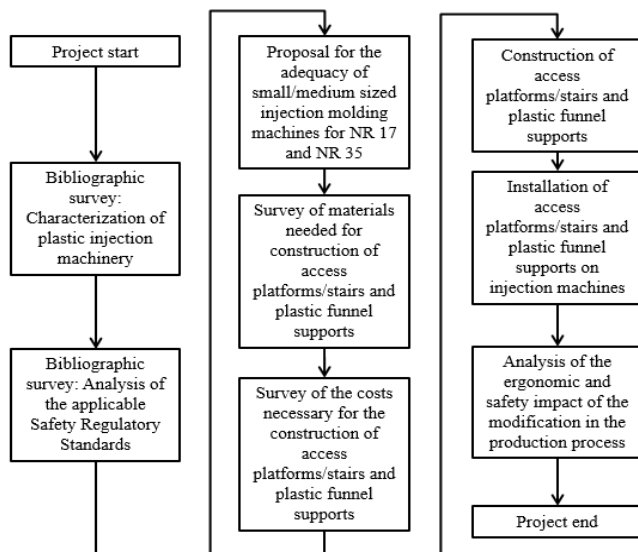 Project start
Bibliographic
survey:
Characterization of
plastic injection
machinery
Bibliographic
survey: Analysis of
the applicable
Safety Regulatory
Standards
Proposal for the
adequacy of
small/medium sized
injection molding
machines for NR 17
and NR 35
Survey of materials
needed for
construction of
access
platforms/stairs and
plastic funnel
supports
Survey of the costs
necessary for the
construction of
access
platforms/stairs and
plastic funnel
supports
Construction of
access
platforms/stairs and
plastic funnel
supports
Installation of
access
platforms/stairs and
plastic funnel
supports on
injection machines
Analysis of the
ergonomic and
safety impact of the
modification in the
production process
Project end